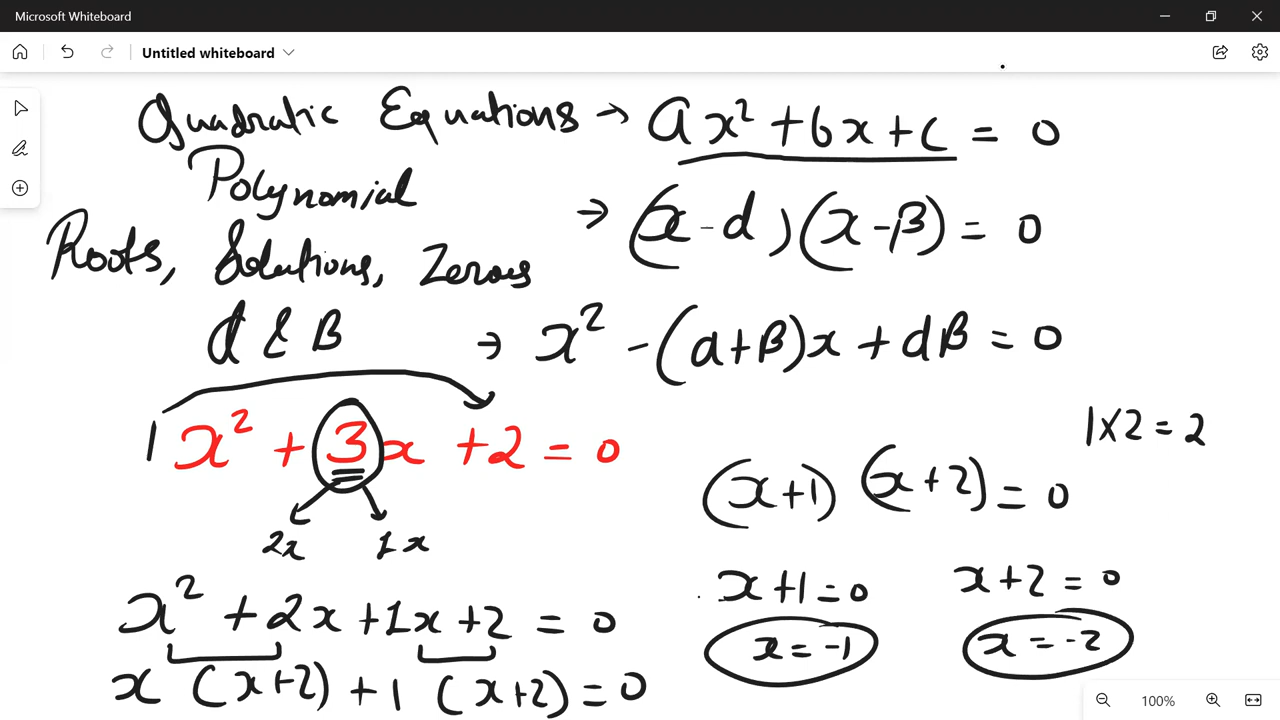 Microsoft Whiteboard
Untitled whiteboard
Quadratic Equations → ax² + bx + c = 0
Polynomial
→ (x - α)(x - β) = 0
Roots, Solutions, Zeroes
α & β → x² - (α+β)x + αβ = 0
1x² + 3x + 2 = 0
1×2 = 2
2x 1x
(x+1) (x+2) = 0
x² + 2x + 1x + 2 = 0
x+1 = 0 x+2 = 0
x = -1 x = -2
x (x+2) + 1 (x+2) = 0
100%